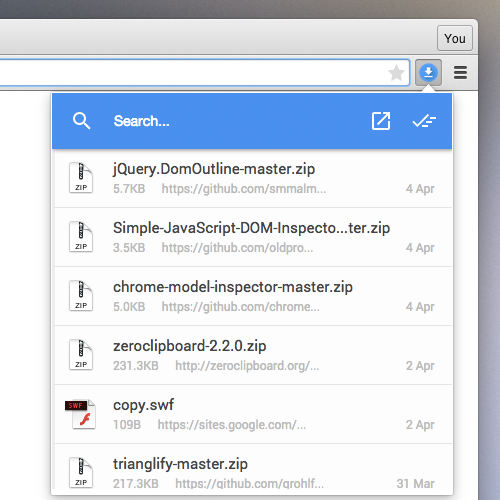 You
Search...
jQuery.DomOutline-master.zip
ZIP
5.7KB https://github.com/smmalm... 4 Apr
Simple-JavaScript-DOM-Inspecto...ter.zip
ZIP
3.5KB https://github.com/oldpro... 4 Apr
chrome-model-inspector-master.zip
ZIP
5.0KB https://github.com/chrome... 4 Apr
zeroclipboard-2.2.0.zip
ZIP
231.3KB http://zeroclipboard.org/... 2 Apr
copy.swf
SWF
109B https://sites.google.com/... 2 Apr
trianglify-master.zip
ZIP
217.3KB https://github.com/qrohlf... 31 Mar